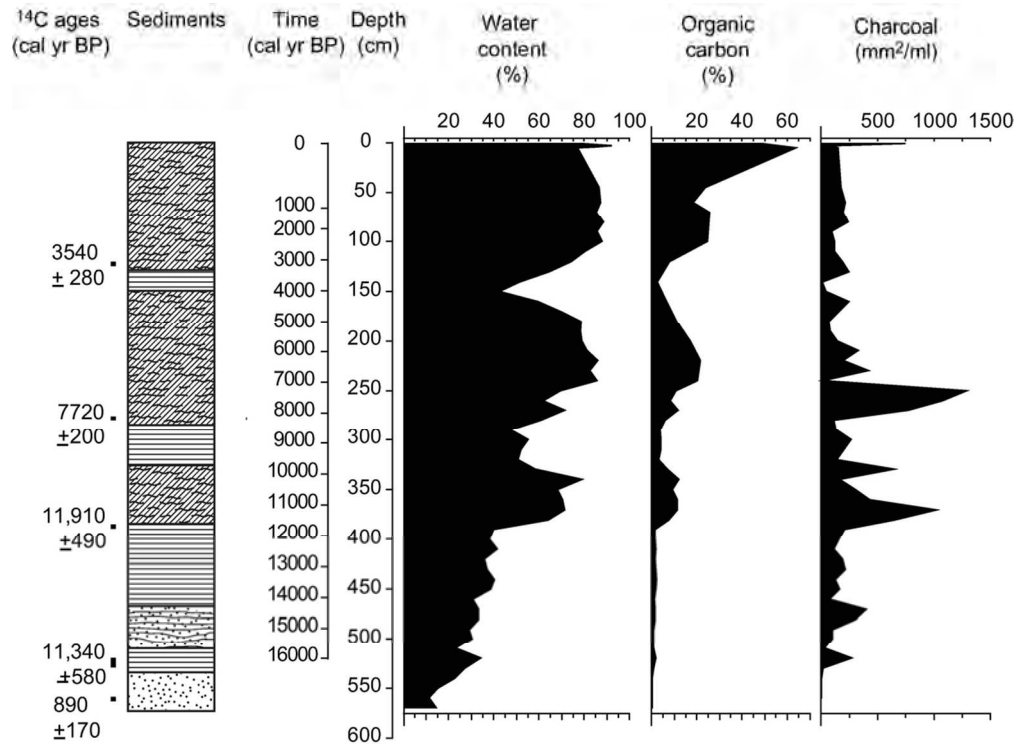 ¹⁴C ages
(cal yr BP)
Sediments
Time
(cal yr BP)
Depth
(cm)
Water
content
(%)
Organic
carbon
(%)
Charcoal
(mm²/ml)
20 40 60 80 100
20 40 60
500 1000 1500
3540
± 280
7720
±200
11,910
±490
11,340
±580
890
±170
0
1000
2000
3000
4000
5000
6000
7000
8000
9000
10000
11000
12000
13000
14000
15000
16000
0
50
100
150
200
250
300
350
400
450
500
550
600